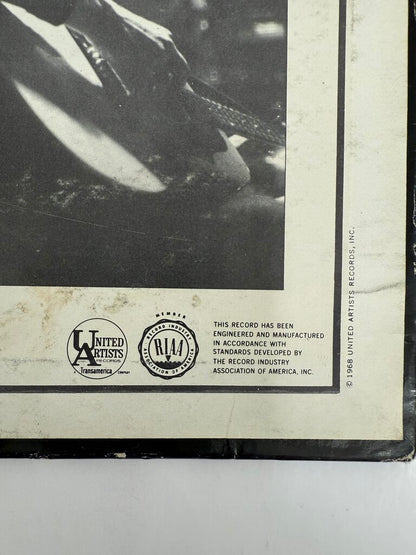 UNITED
ARTISTS
RECORDS
Transamerica
COMPANY
MEMBER
RECORD INDUSTRY
RIAA
ASSOCIATION OF AMERICA
THIS RECORD HAS BEEN
ENGINEERED AND MANUFACTURED
IN ACCORDANCE WITH
STANDARDS DEVELOPED BY
THE RECORD INDUSTRY
ASSOCIATION OF AMERICA, INC.
© 1968 UNITED ARTISTS RECORDS, INC.